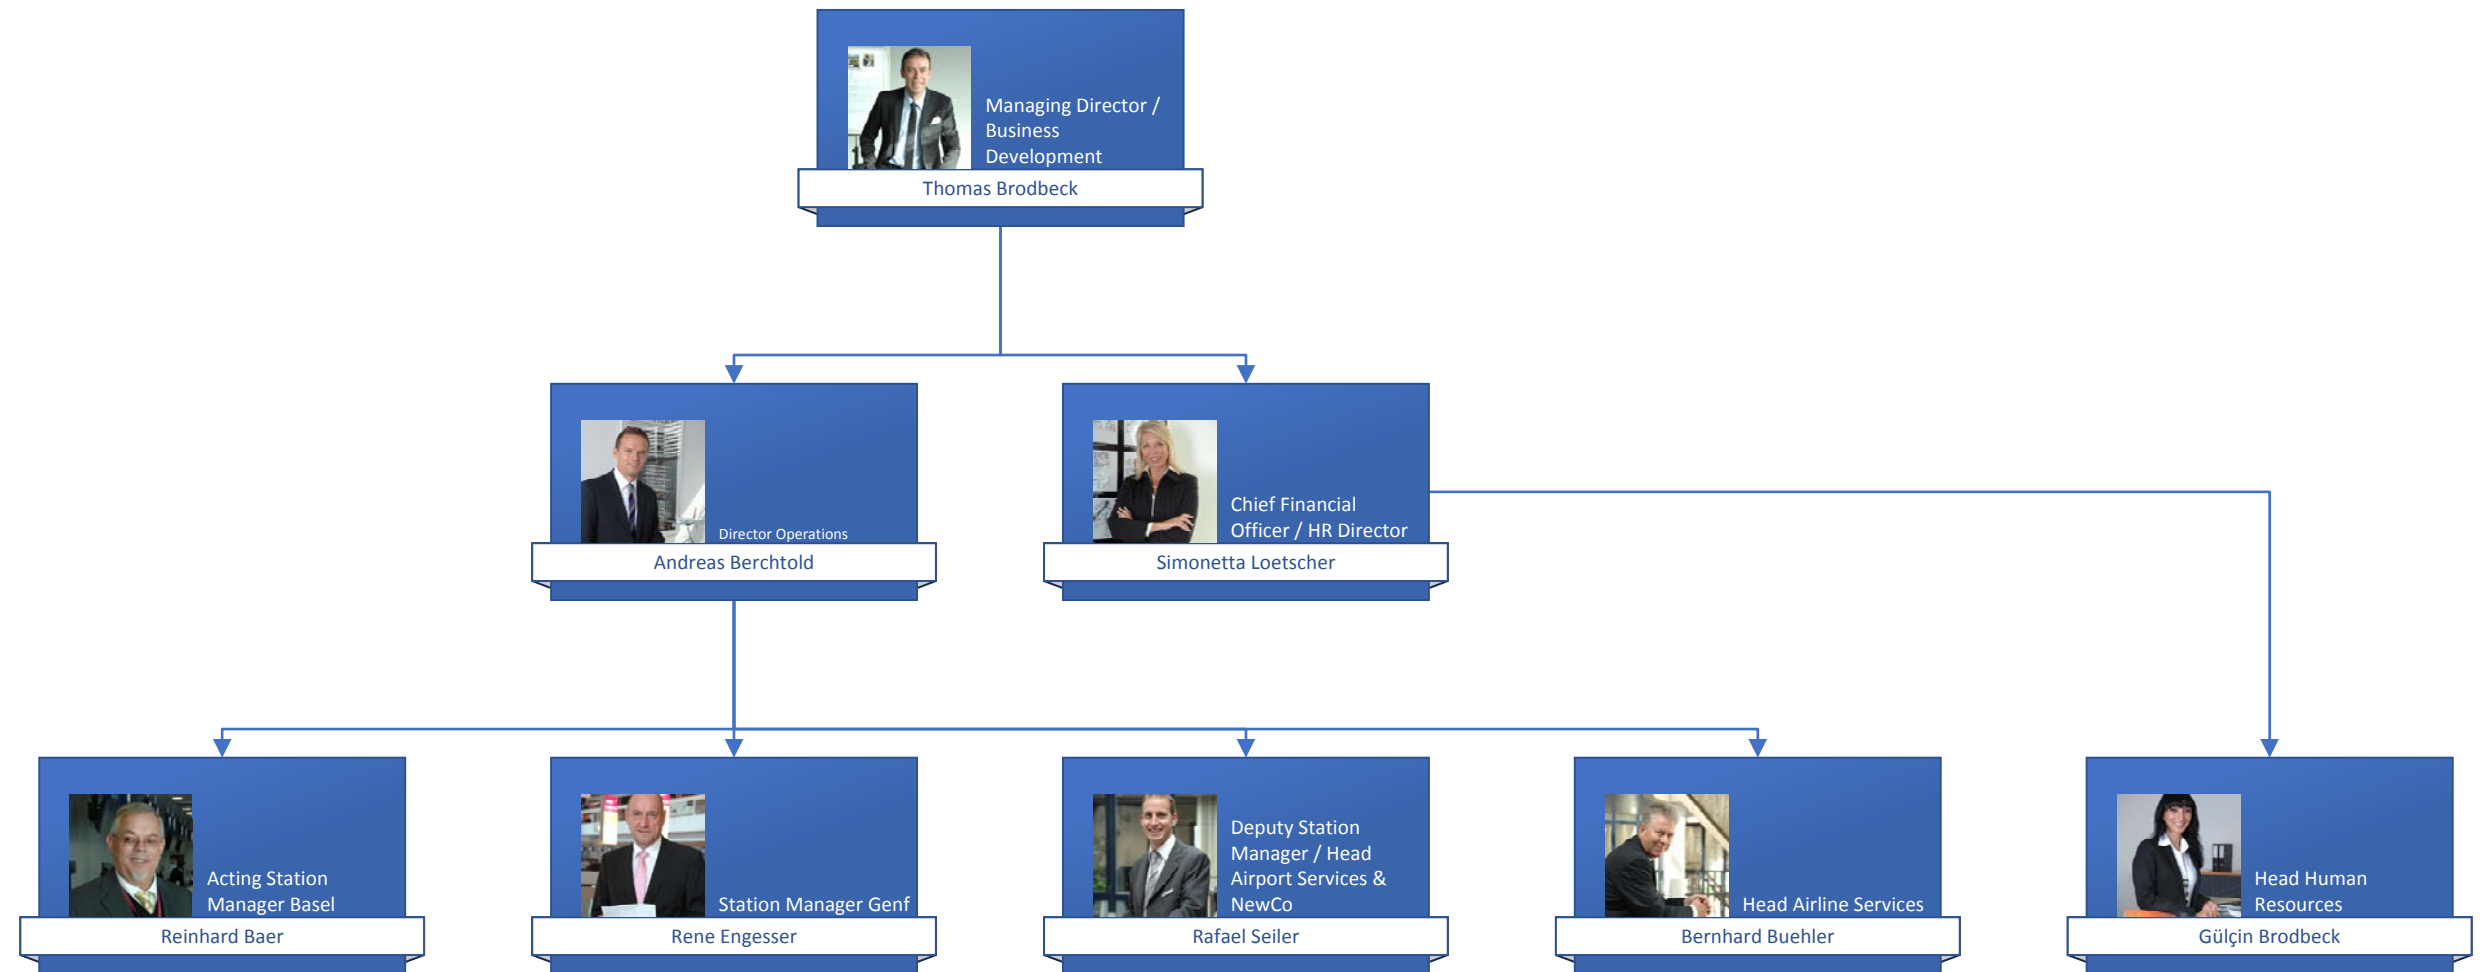 Managing Director /
Business
Development
Thomas Brodbeck
Director Operations
Andreas Berchtold
Chief Financial
Officer / HR Director
Simonetta Loetscher
Acting Station
Manager Basel
Reinhard Baer
Station Manager Genf
Rene Engesser
Deputy Station
Manager / Head
Airport Services &
NewCo
Rafael Seiler
Head Airline Services
Bernhard Buehler
Head Human
Resources
Gülçin Brodbeck